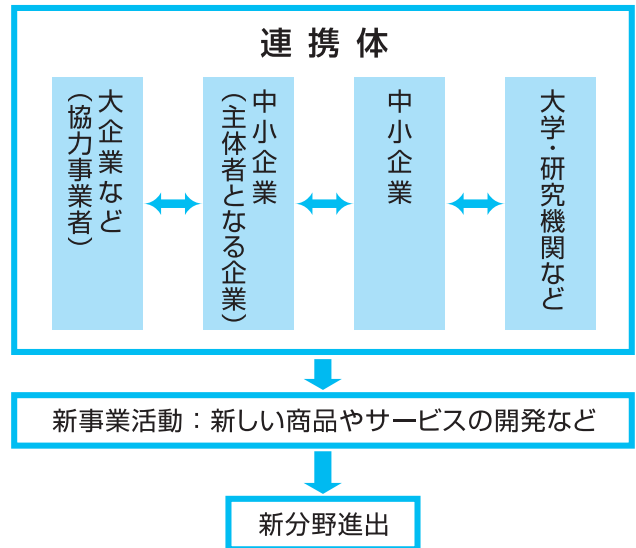 連携体
大企業など
（協力事業者）
中小企業
（主体者となる企業）
中小企業
大学・研究機関など
新事業活動：新しい商品やサービスの開発など
新分野進出